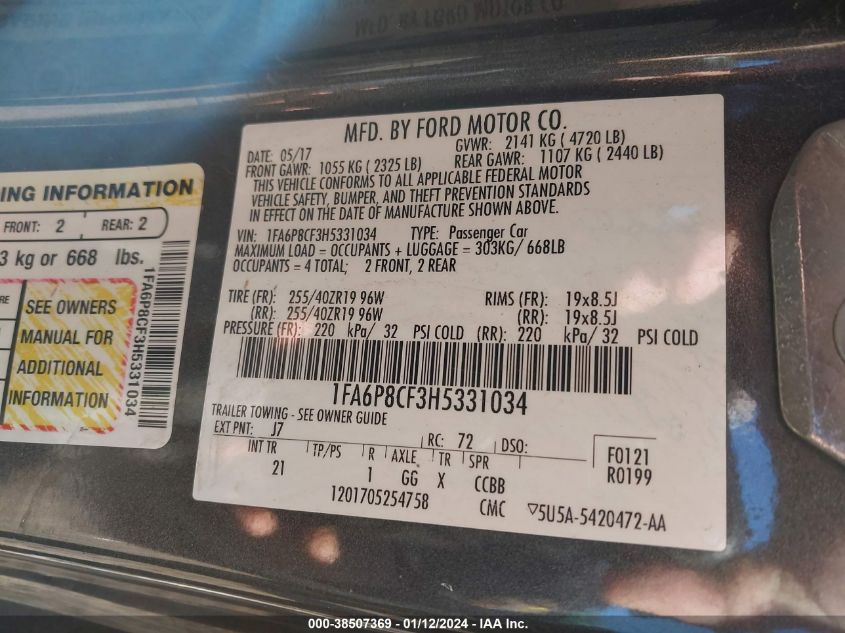 MFD. BY FORD MOTOR CO.
DATE: 05/17 GVWR: 2141 KG ( 4720 LB)
FRONT GAWR: 1055 KG ( 2325 LB) REAR GAWR: 1107 KG ( 2440 LB)
THIS VEHICLE CONFORMS TO ALL APPLICABLE FEDERAL MOTOR
VEHICLE SAFETY, BUMPER, AND THEFT PREVENTION STANDARDS
IN EFFECT ON THE DATE OF MANUFACTURE SHOWN ABOVE.
VIN: 1FA6P8CF3H5331034 TYPE: Passenger Car
MAXIMUM LOAD = OCCUPANTS + LUGGAGE = 303KG/ 668LB
OCCUPANTS = 4 TOTAL; 2 FRONT, 2 REAR
TIRE (FR): 255/40ZR19 96W RIMS (FR): 19x8.5J
(RR): 255/40ZR19 96W (RR): 19x8.5J
PRESSURE (FR): 220 kPa/ 32 PSI COLD (RR): 220 kPa/ 32 PSI COLD
1FA6P8CF3H5331034
TRAILER TOWING - SEE OWNER GUIDE
EXT PNT: J7 RC: 72 DSO: F0121
INT TR TP/PS R AXLE TR SPR R0199
21 1 GG X CCBB
1201705254758 CMC 5U5A-5420472-AA
ING INFORMATION
FRONT: 2 REAR: 2
3 kg or 668 lbs.
SEE OWNERS
MANUAL FOR
ADDITIONAL
INFORMATION
1FA6P8CF3H5331034
000-38507369 - 01/12/2024 - IAA Inc.